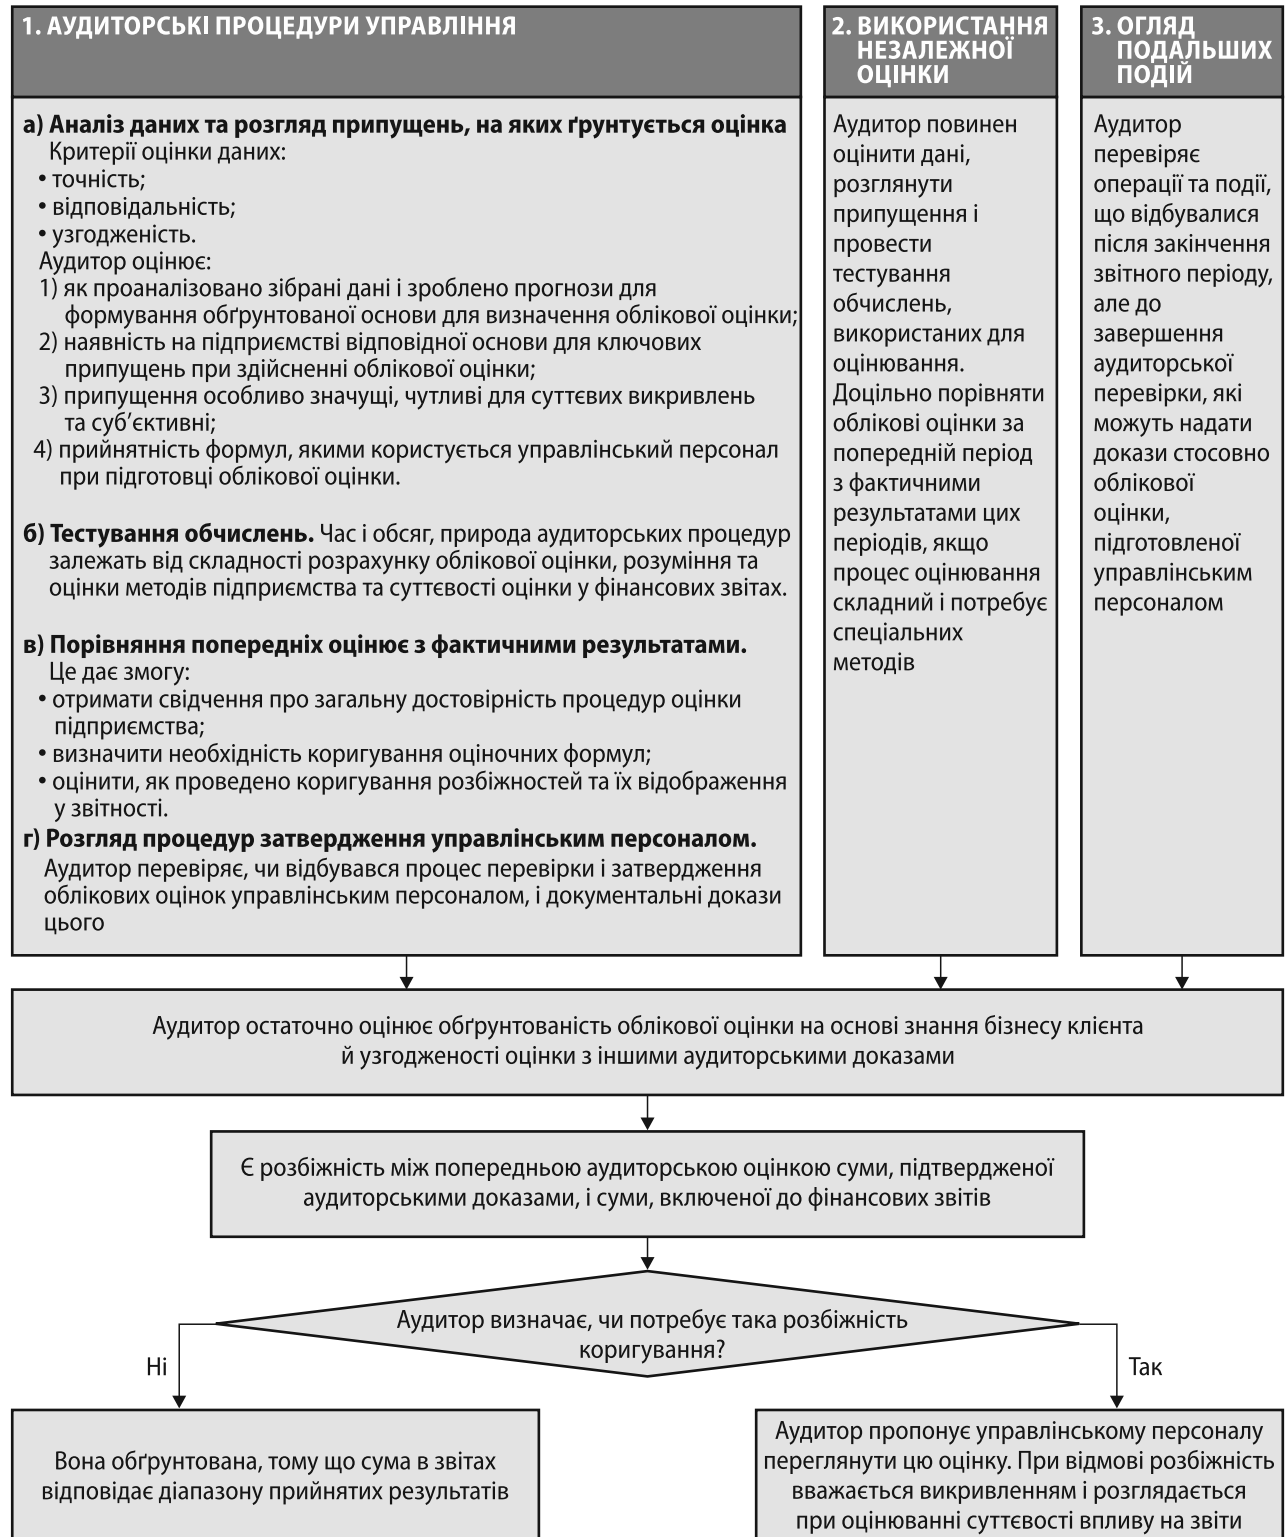 1. АУДИТОРСЬКІ ПРОЦЕДУРИ УПРАВЛІННЯ
а) Аналіз даних та розгляд припущень, на яких ґрунтується оцінка
Критерії оцінки даних:
• точність;
• відповідальність;
• узгодженість.
Аудитор оцінює:
1) як проаналізовано зібрані дані і зроблено прогнози для
формування обґрунтованої основи для визначення облікової оцінки;
2) наявність на підприємстві відповідної основи для ключових
припущень при здійсненні облікової оцінки;
3) припущення особливо значущі, чутливі для суттєвих викривлень
та суб’єктивні;
4) прийнятність формул, якими користується управлінський персонал
при підготовці облікової оцінки.
б) Тестування обчислень. Час і обсяг, природа аудиторських процедур
залежать від складності розрахунку облікової оцінки, розуміння та
оцінки методів підприємства та суттєвості оцінки у фінансових звітах.
в) Порівняння попередніх оцінює з фактичними результатами.
Це дає змогу:
• отримати свідчення про загальну достовірність процедур оцінки
підприємства;
• визначити необхідність коригування оціночних формул;
• оцінити, як проведено коригування розбіжностей та їх відображення
у звітності.
г) Розгляд процедур затвердження управлінським персоналом.
Аудитор перевіряє, чи відбувався процес перевірки і затвердження
облікових оцінок управлінським персоналом, і документальні докази
цього
2. ВИКОРИСТАННЯ
НЕЗАЛЕЖНОЇ
ОЦІНКИ
Аудитор повинен
оцінити дані,
розглянути
припущення і
провести
тестування
обчислень,
використаних для
оцінювання.
Доцільно порівняти
облікові оцінки за
попередній період
з фактичними
результатами цих
періодів, якщо
процес оцінювання
складний і потребує
спеціальних
методів
3. ОГЛЯД
ПОДАЛЬШИХ
ПОДІЙ
Аудитор
перевіряє
операції та події,
що відбувалися
після закінчення
звітного періоду,
але до
завершення
аудиторської
перевірки, які
можуть надати
докази стосовно
облікової
оцінки,
підготовленої
управлінським
персоналом
Аудитор остаточно оцінює обґрунтованість облікової оцінки на основі знання бізнесу клієнта
й узгодженості оцінки з іншими аудиторськими доказами
Є розбіжність між попередньою аудиторською оцінкою суми, підтвердженої
аудиторськими доказами, і суми, включеної до фінансових звітів
Аудитор визначає, чи потребує така розбіжність
коригування?
Ні
Так
Вона обґрунтована, тому що сума в звітах
відповідає діапазону прийнятих результатів
Аудитор пропонує управлінському персоналу
переглянути цю оцінку. При відмові розбіжність
вважається викривленням і розглядається
при оцінюванні суттєвості впливу на звіти